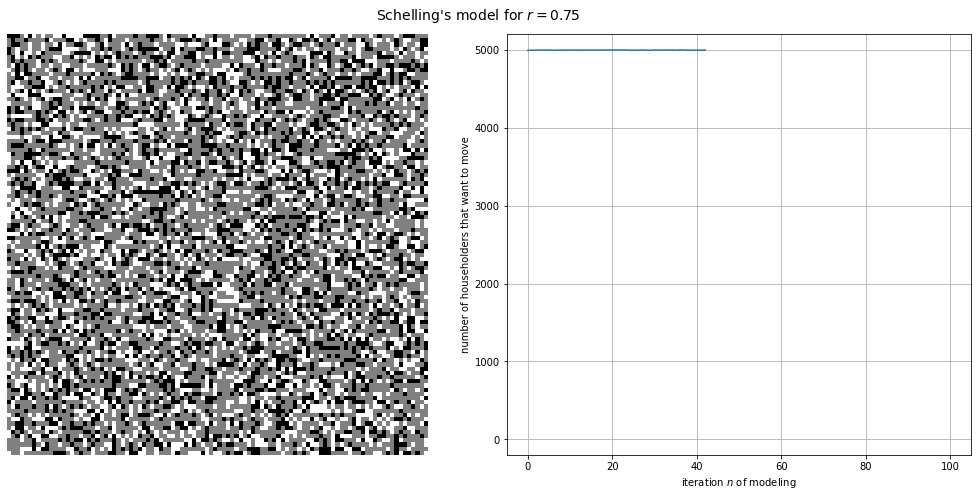 Schelling's model for r = 0.75
number of householders that want to move
5000
4000
3000
2000
1000
0
0 20 40 60 80 100
iteration n of modeling